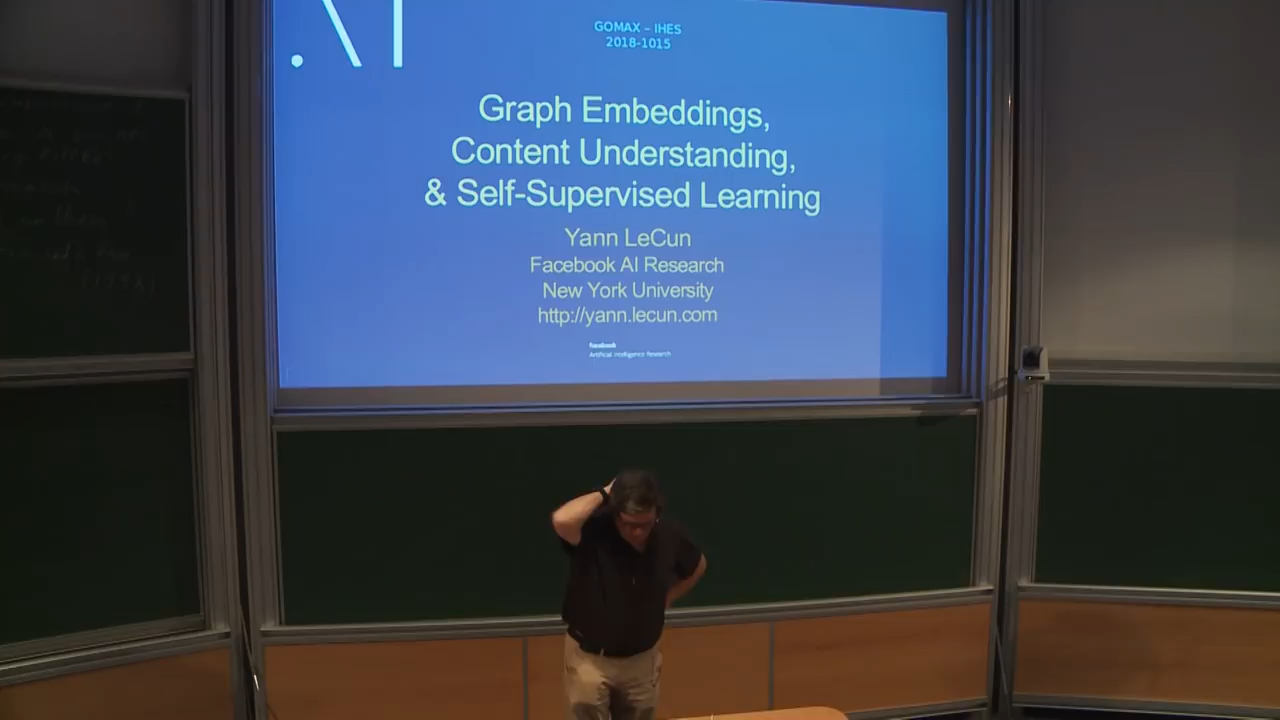 GOMAX – IHES
2018-1015
Graph Embeddings,
Content Understanding,
& Self-Supervised Learning
Yann LeCun
Facebook AI Research
New York University
http://yann.lecun.com
facebook
Artificial Intelligence Research